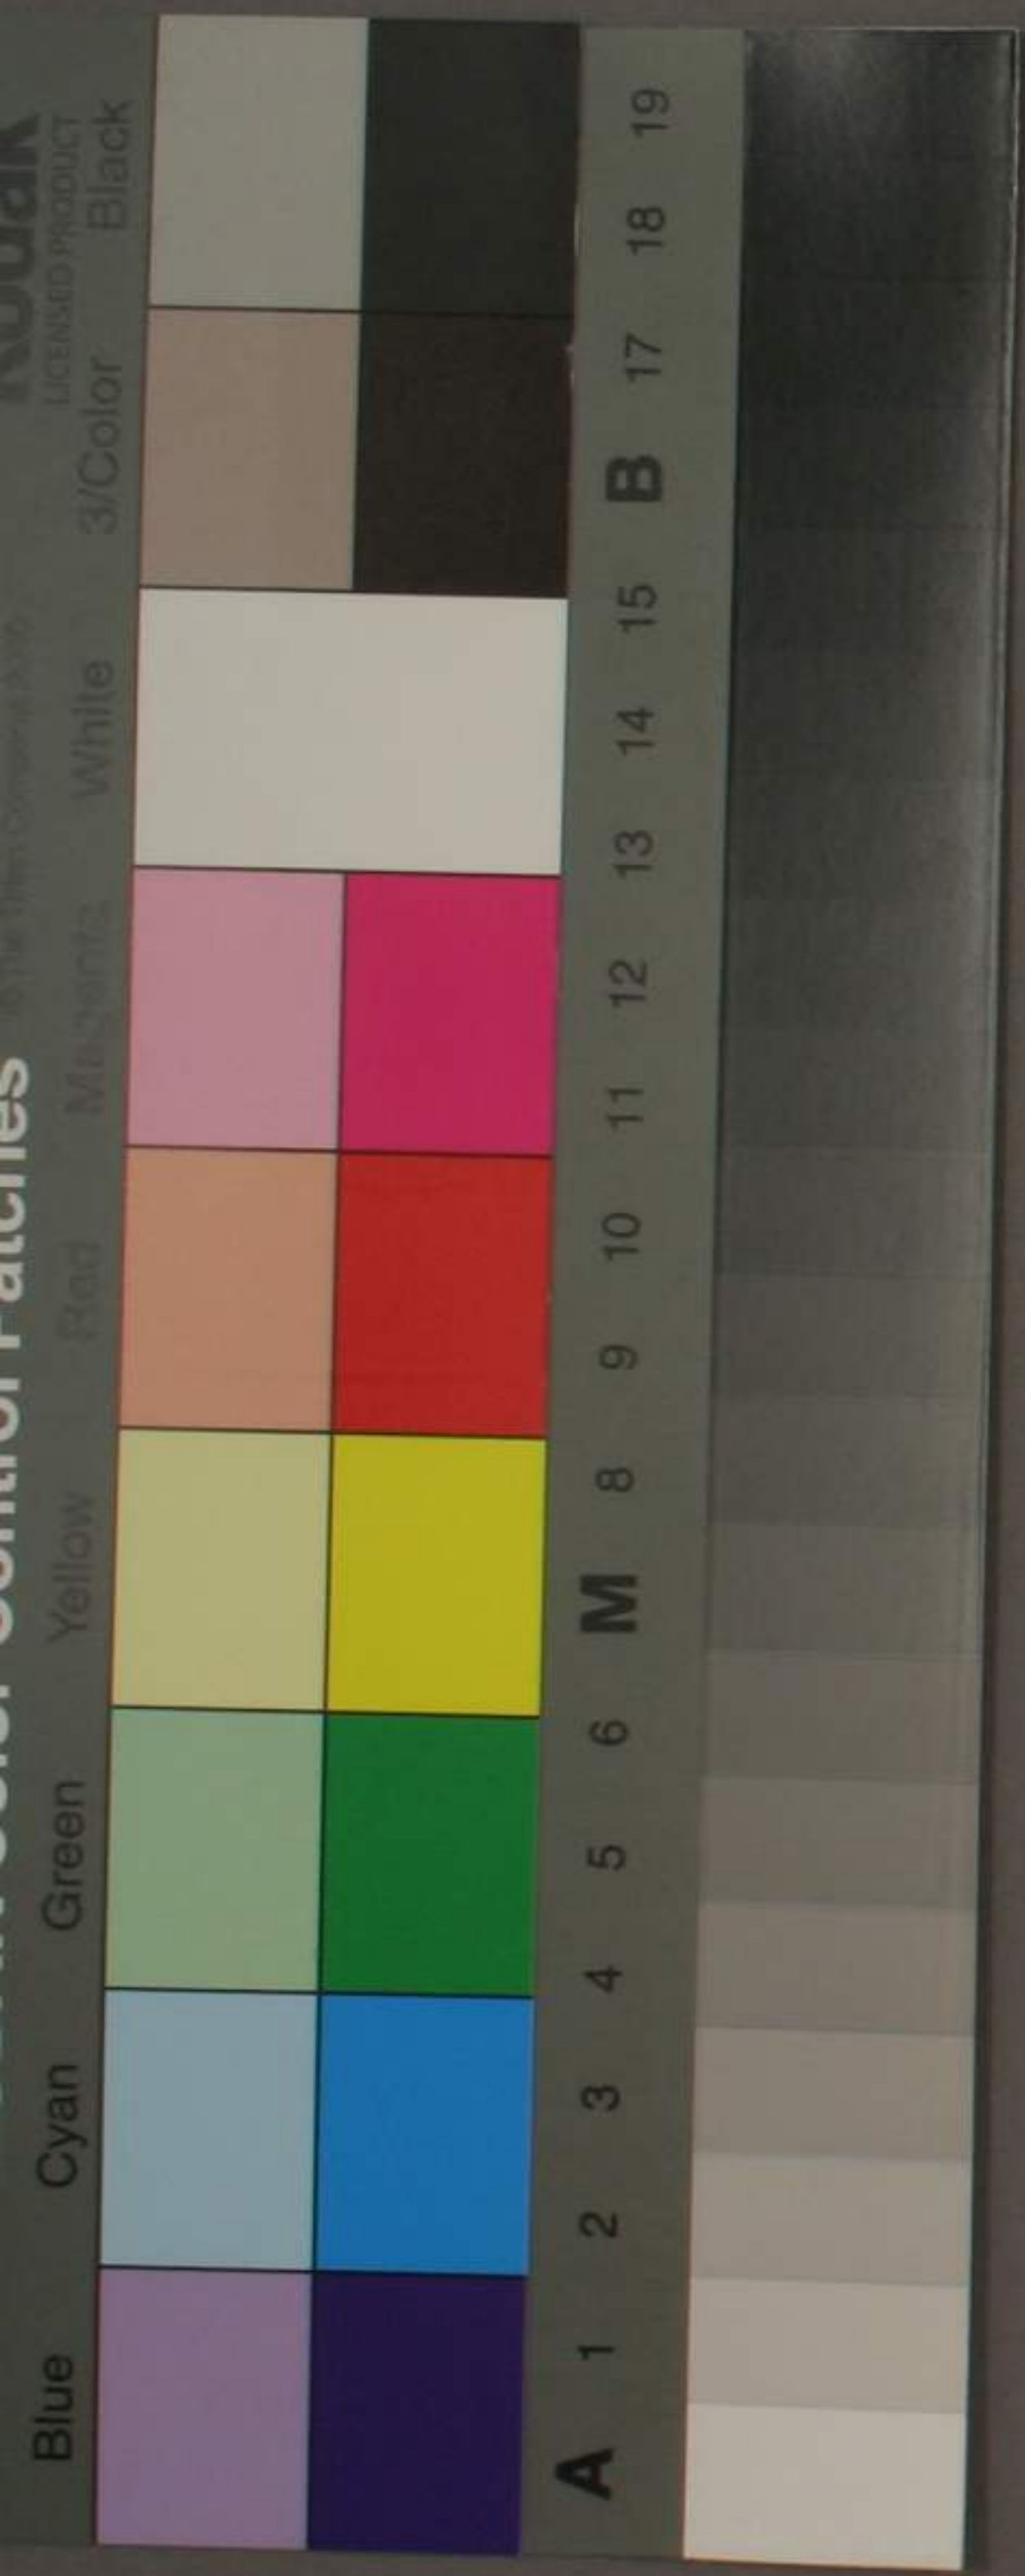 Kodak
LICENSED PRODUCT
Control Patches
Blue Cyan Green Yellow Red Magenta White 3/Color Black
A 1 2 3 4 5 6 M 8 9 10 11 12 13 14 15 B 17 18 19